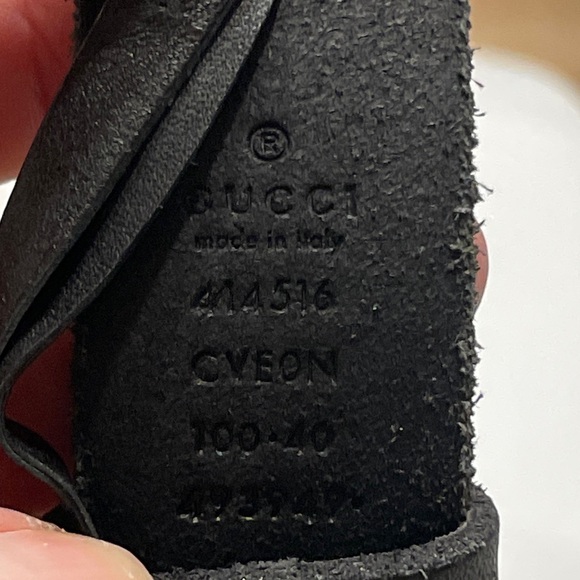 ®
GUCCI
made in Italy
414516
CVE0N
100·40